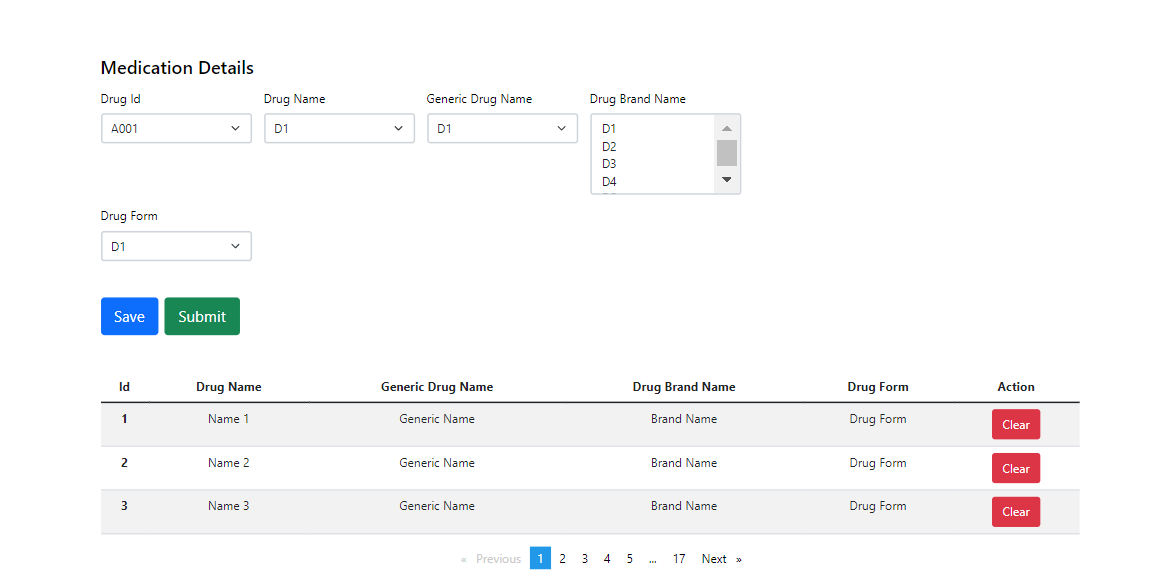 Medication Details
Drug Id Drug Name Generic Drug Name Drug Brand Name
A001 D1 D1 D1
D2
D3
D4
Drug Form
D1
Save Submit
Id Drug Name Generic Drug Name Drug Brand Name Drug Form Action
1 Name 1 Generic Name Brand Name Drug Form Clear
2 Name 2 Generic Name Brand Name Drug Form Clear
3 Name 3 Generic Name Brand Name Drug Form Clear
« Previous 1 2 3 4 5 ... 17 Next »